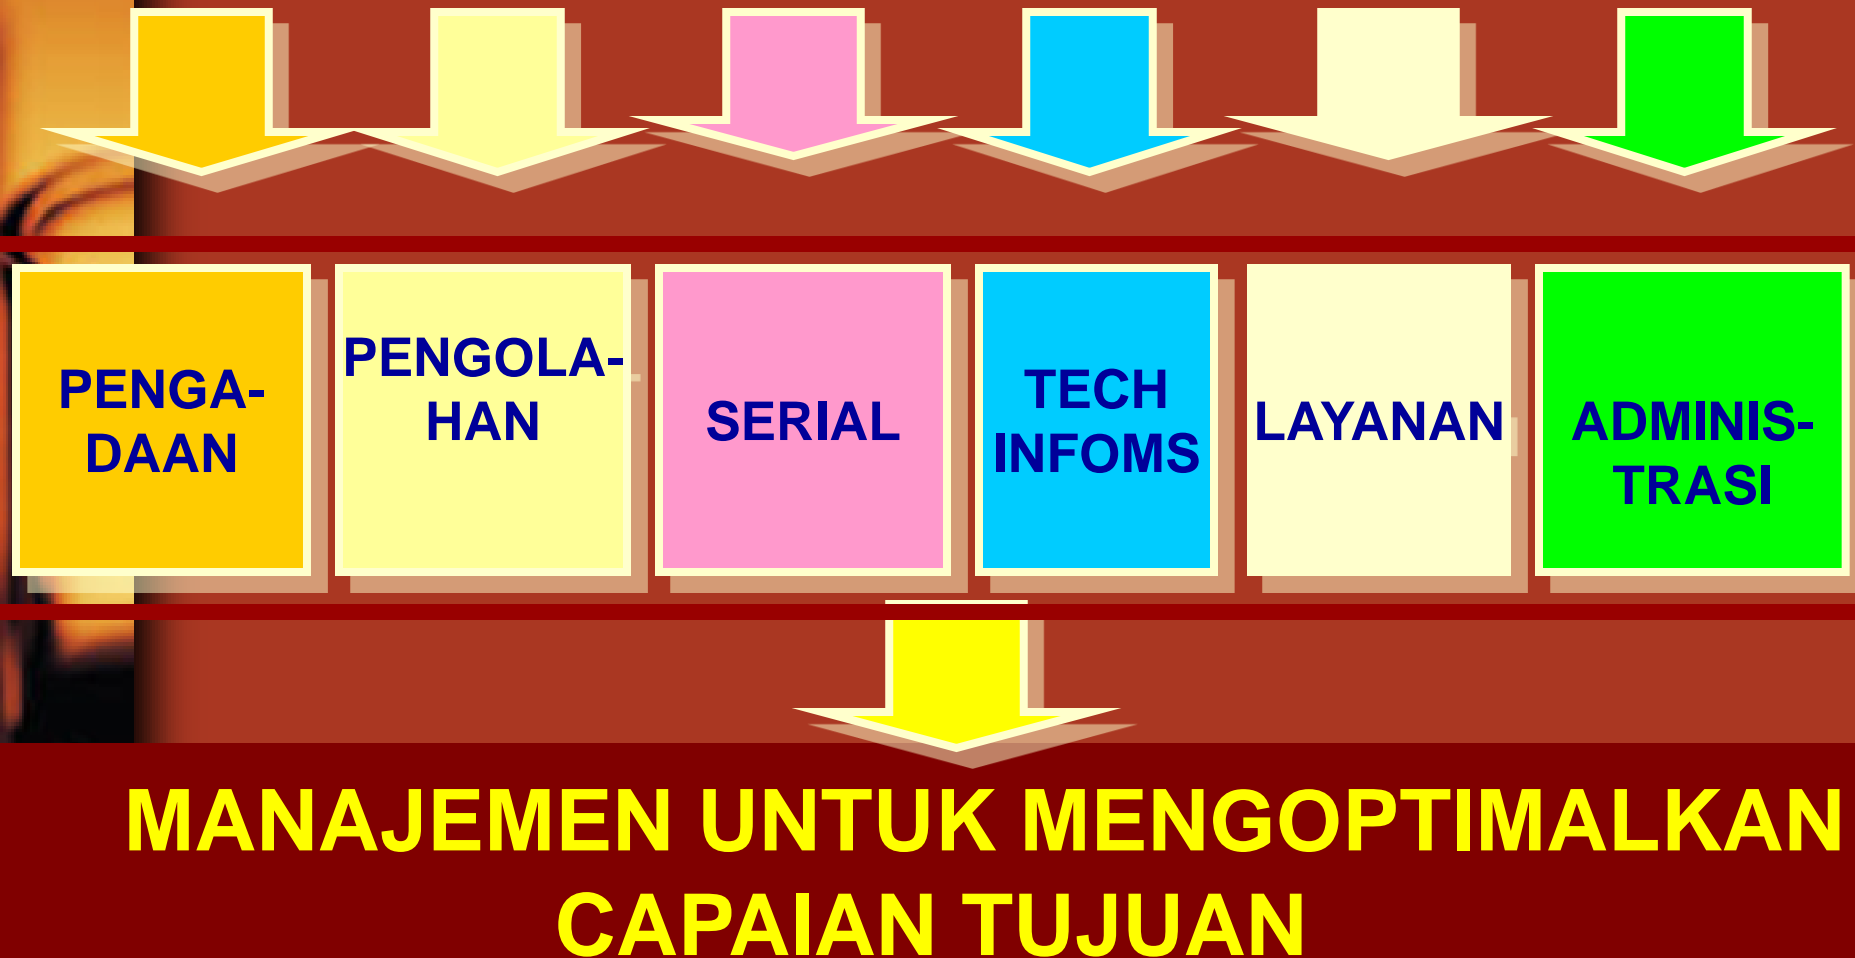 PENGA-
DAAN
PENGOLA-
HAN
SERIAL
TECH
INFOMS
LAYANAN
ADMINIS-
TRASI
MANAJEMEN UNTUK MENGOPTIMALKAN
CAPAIAN TUJUAN